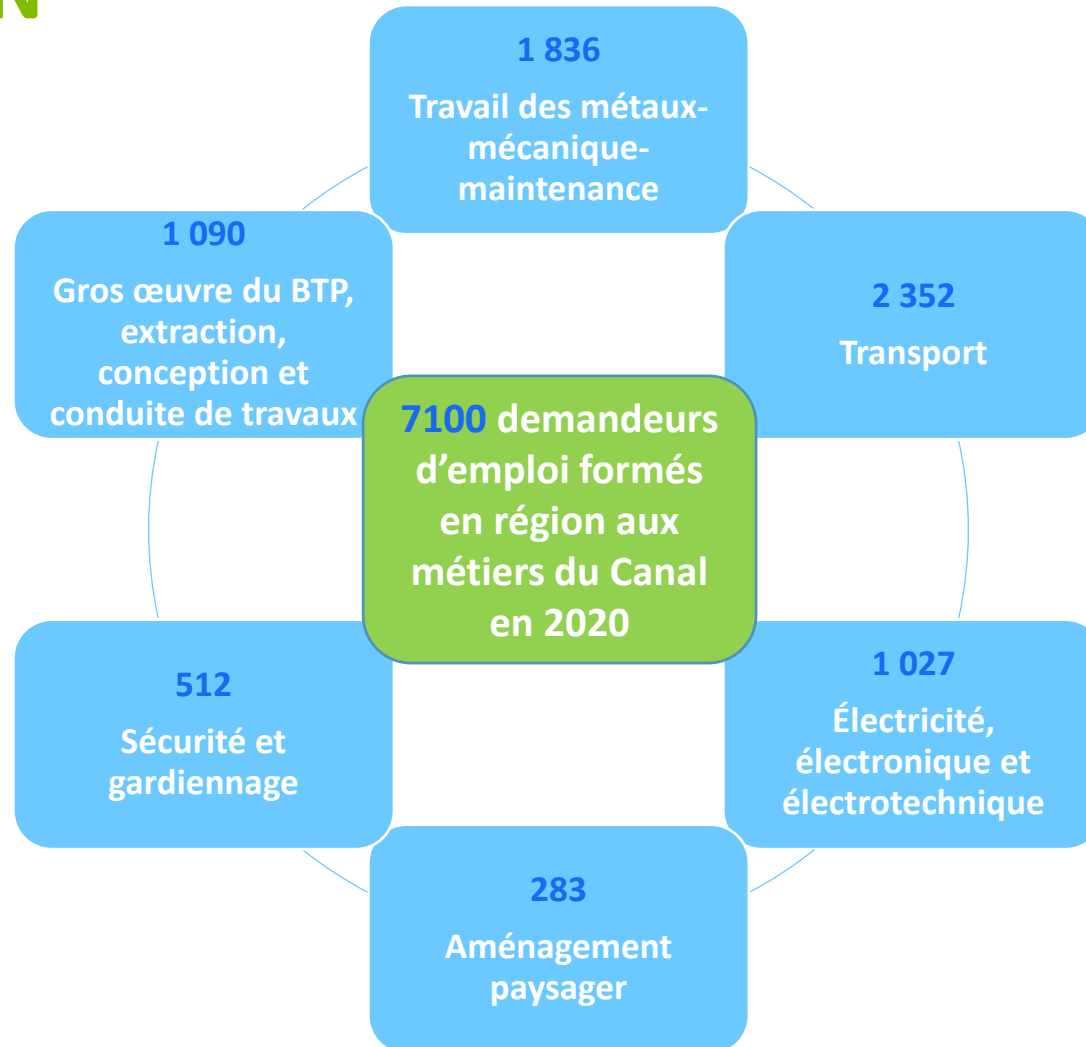 N
1 836
Travail des métaux-
mécanique-
maintenance
2 352
Transport
1 027
Électricité,
électronique et
électrotechnique
283
Aménagement
paysager
512
Sécurité et
gardiennage
1 090
Gros œuvre du BTP,
extraction,
conception et
conduite de travaux
7100 demandeurs
d’emploi formés
en région aux
métiers du Canal
en 2020